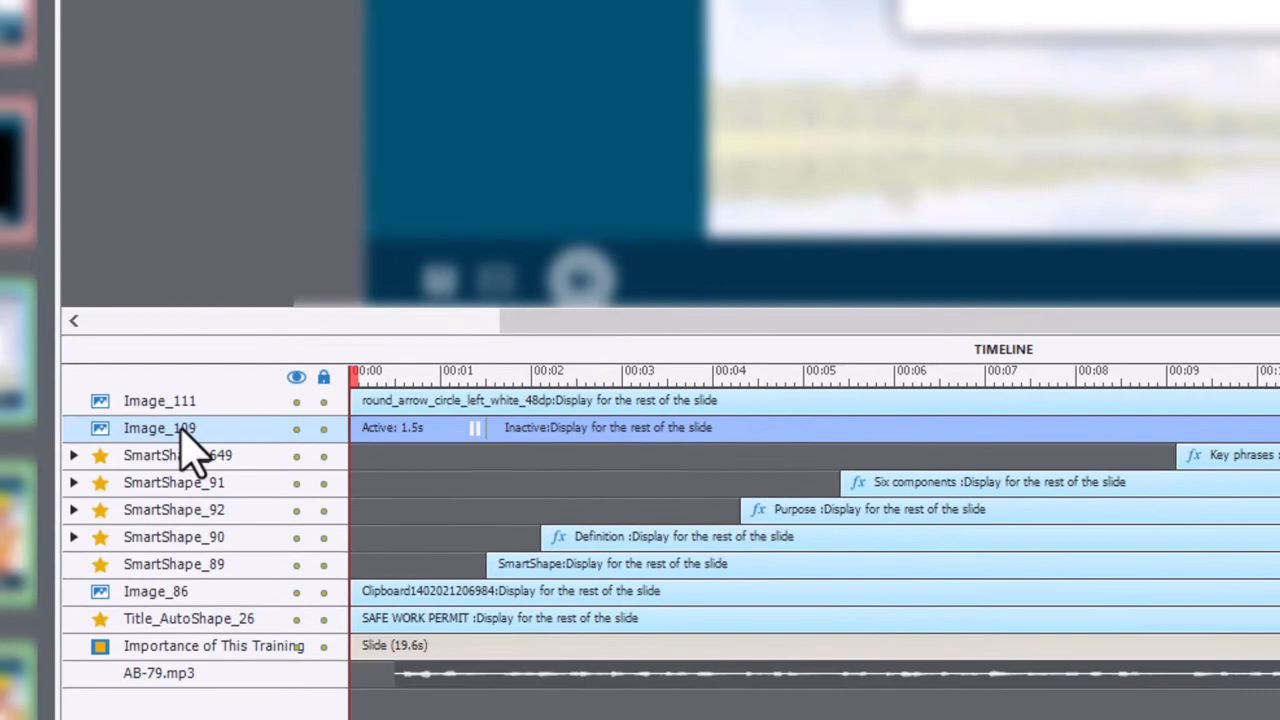 TIMELINE
00:00 00:01 00:02 00:03 00:04 00:05 00:06 00:07 00:08 00:09
Image_111 round_arrow_circle_left_white_48dp:Display for the rest of the slide
Image_109 Active: 1.5s Inactive:Display for the rest of the slide
Key phrases :
SmartShape_91 Six components :Display for the rest of the slide
SmartShape_92 Purpose :Display for the rest of the slide
SmartShape_90 Definition :Display for the rest of the slide
SmartShape_89 SmartShape:Display for the rest of the slide
Image_86 Clipboard1402021206984:Display for the rest of the slide
Title_AutoShape_26 SAFE WORK PERMIT :Display for the rest of the slide
Importance of This Training Slide (19.6s)
AB-79.mp3